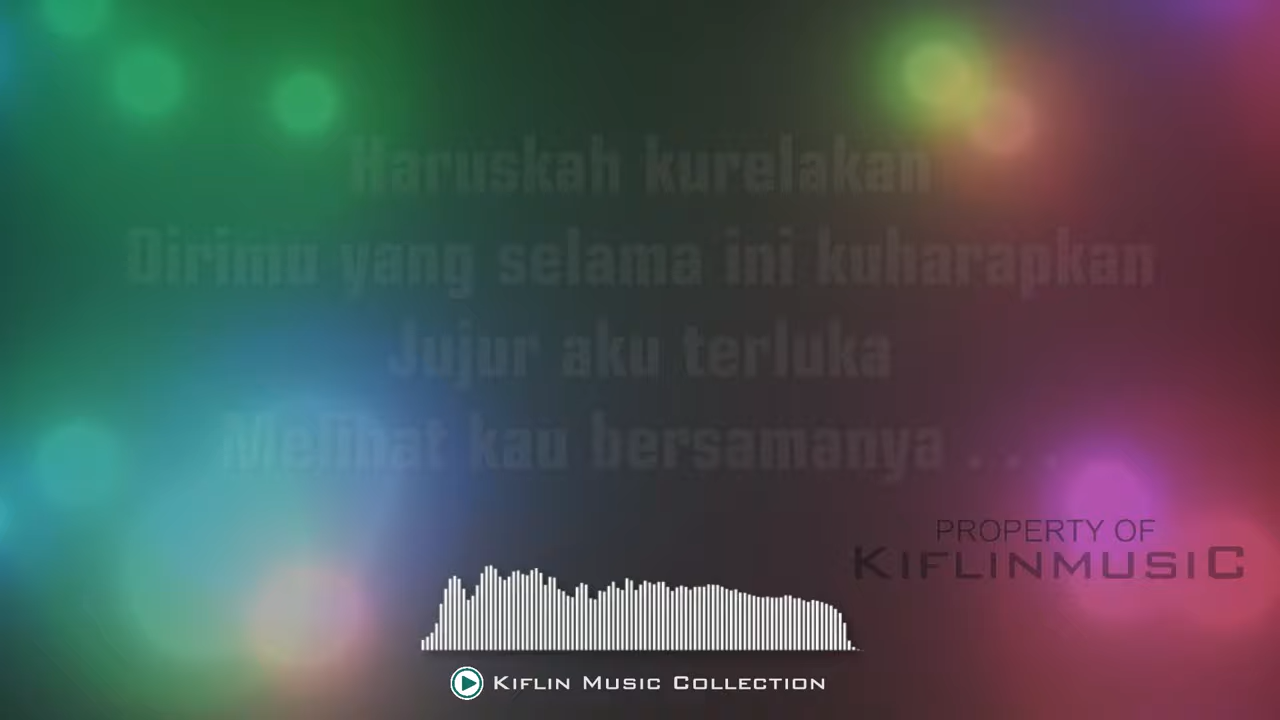 Haruskah kurelakan
Dirimu yang selama ini kuharapkan
Jujur aku terluka
Melihat kau bersamanya . . .
PROPERTY OF
KIFLINMUSIC
KIFLIN MUSIC COLLECTION